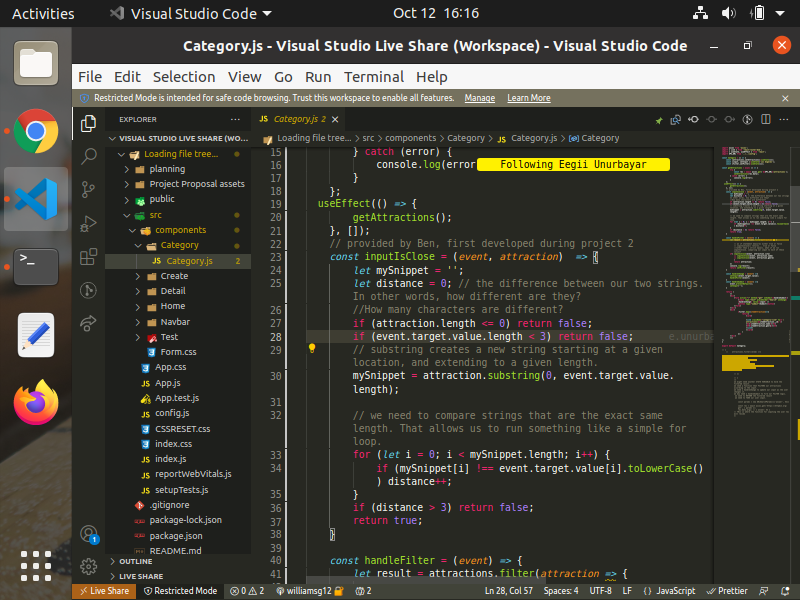 Activities
Visual Studio Code
Oct 12 16:16
Category.js - Visual Studio Live Share (Workspace) - Visual Studio Code
File Edit Selection View Go Run Terminal Help
Restricted Mode is intended for safe code browsing. Trust this workspace to enable all features. Manage Learn More
EXPLORER
VISUAL STUDIO LIVE SHARE (WO...
Loading file tree...
planning
Project Proposal assets
public
src
components
Category
JS Category.js 2
Create
Detail
Home
Navbar
Test
Form.css
App.css
JS App.js
App.test.js
JS config.js
CSSRESET.css
index.css
JS index.js
JS reportWebVitals.js
JS setupTests.js
.gitignore
package-lock.json
package.json
README.md
OUTLINE
LIVE SHARE
JS Category.js 2
Loading file tree... > src > components > Category > JS Category.js > Category
15 } catch (error) {
16 console.log(error
Following Eegii Unurbayar
17 }
18 };
19 useEffect(() => {
20 getAttractions();
21 }, []);
22 // provided by Ben, first developed during project 2
23 const inputIsClose = (event, attraction) => {
24 let mySnippet = '';
25 let distance = 0; // the difference between our two strings.
In other words, how different are they?
26 //How many characters are different?
27 if (attraction.length <= 0) return false;
28 if (event.target.value.length < 3) return false; e.unurba
29 // substring creates a new string starting at a given
location, and extending to a given length.
30 mySnippet = attraction.substring(0, event.target.value.
length);
31
32 // we need to compare strings that are the exact same
length. That allows us to run something like a simple for
loop.
33 for (let i = 0; i < mySnippet.length; i++) {
34 if (mySnippet[i] !== event.target.value[i].toLowerCase()
) distance++;
35 }
36 if (distance > 3) return false;
37 return true;
38 }
39
40 const handleFilter = (event) => {
41 let result = attractions.filter(attraction => {
1
Live Share Restricted Mode 0 2 williamsg12 2 Ln 28, Col 57 Spaces: 4 UTF-8 LF {} JavaScript Prettier